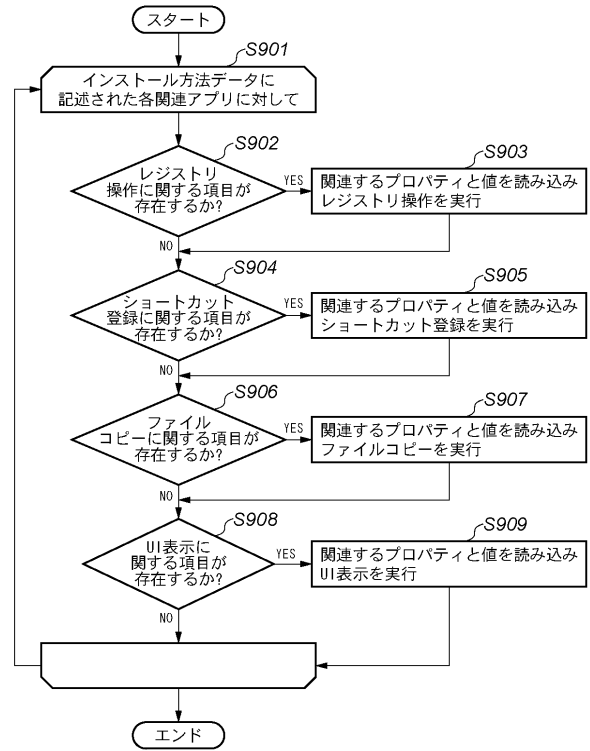 スタート
S901
インストール方法データに
記述された各関連アプリに対して
S902
レジストリ
操作に関する項目が
存在するか?
YES
S903
関連するプロパティと値を読み込み
レジストリ操作を実行
NO
S904
ショートカット
登録に関する項目が
存在するか?
YES
S905
関連するプロパティと値を読み込み
ショートカット登録を実行
NO
S906
ファイル
コピーに関する項目が
存在するか?
YES
S907
関連するプロパティと値を読み込み
ファイルコピーを実行
NO
S908
UI表示に
関する項目が
存在するか?
YES
S909
関連するプロパティと値を読み込み
UI表示を実行
NO
エンド